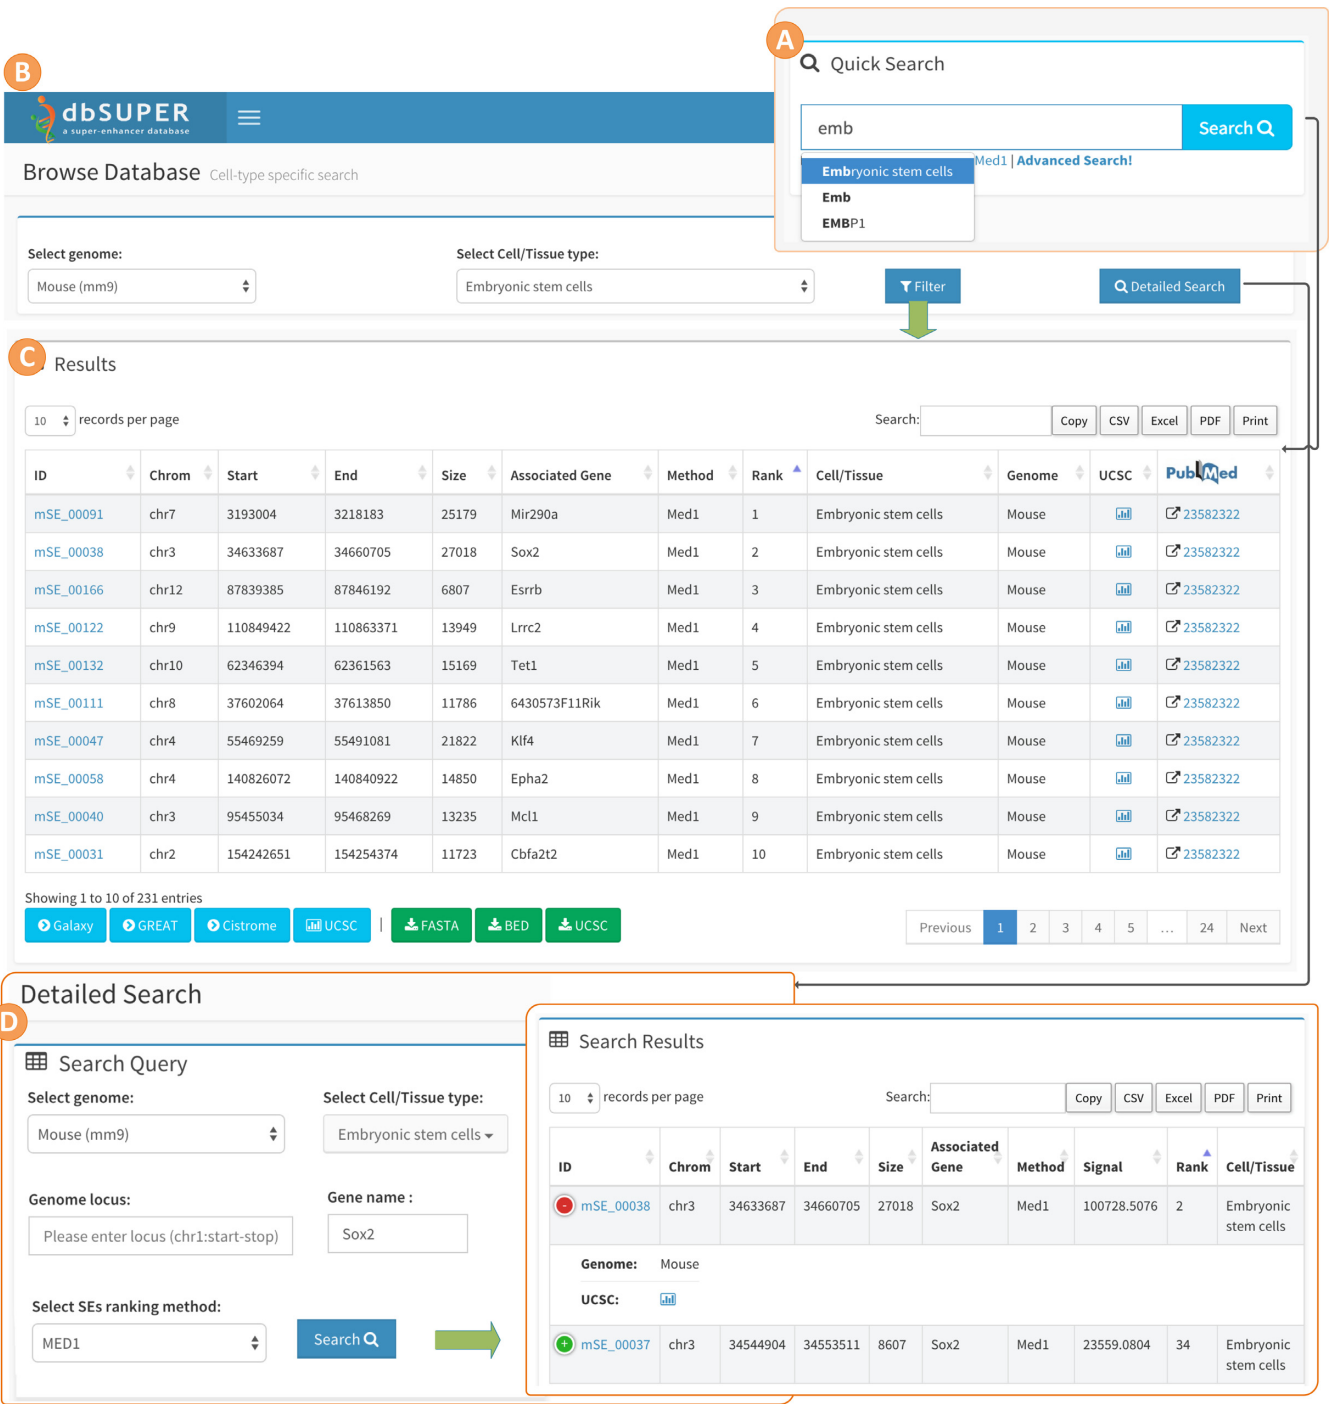 A
Quick Search
emb
Search
Med1 | Advanced Search!
Embryonic stem cells
Emb
EMBP1
B
dbSUPER
a super-enhancer database
Browse Database Cell-type specific search
Select genome: Select Cell/Tissue type:
Mouse (mm9) Embryonic stem cells Filter Detailed Search
C
Results
10 records per page Search: Copy CSV Excel PDF Print
ID Chrom Start End Size Associated Gene Method Rank Cell/Tissue Genome UCSC PubMed
mSE_00091 chr7 3193004 3218183 25179 Mir290a Med1 1 Embryonic stem cells Mouse 23582322
mSE_00038 chr3 34633687 34660705 27018 Sox2 Med1 2 Embryonic stem cells Mouse 23582322
mSE_00166 chr12 87839385 87846192 6807 Esrrb Med1 3 Embryonic stem cells Mouse 23582322
mSE_00122 chr9 110849422 110863371 13949 Lrrc2 Med1 4 Embryonic stem cells Mouse 23582322
mSE_00132 chr10 62346394 62361563 15169 Tet1 Med1 5 Embryonic stem cells Mouse 23582322
mSE_00111 chr8 37602064 37613850 11786 6430573F11Rik Med1 6 Embryonic stem cells Mouse 23582322
mSE_00047 chr4 55469259 55491081 21822 Klf4 Med1 7 Embryonic stem cells Mouse 23582322
mSE_00058 chr4 140826072 140840922 14850 Epha2 Med1 8 Embryonic stem cells Mouse 23582322
mSE_00040 chr3 95455034 95468269 13235 Mcl1 Med1 9 Embryonic stem cells Mouse 23582322
mSE_00031 chr2 154242651 154254374 11723 Cbfa2t2 Med1 10 Embryonic stem cells Mouse 23582322
Showing 1 to 10 of 231 entries
Galaxy GREAT Cistrome UCSC | FASTA BED UCSC Previous 1 2 3 4 5 ... 24 Next
Detailed Search
D
Search Query
Select genome: Select Cell/Tissue type:
Mouse (mm9) Embryonic stem cells
Genome locus: Gene name :
Please enter locus (chr1:start-stop) Sox2
Select SEs ranking method:
MED1 Search
Search Results
10 records per page Search: Copy CSV Excel PDF Print
ID Chrom Start End Size Associated Gene Method Signal Rank Cell/Tissue
mSE_00038 chr3 34633687 34660705 27018 Sox2 Med1 100728.5076 2 Embryonic stem cells
Genome: Mouse
UCSC:
mSE_00037 chr3 34544904 34553511 8607 Sox2 Med1 23559.0804 34 Embryonic stem cells